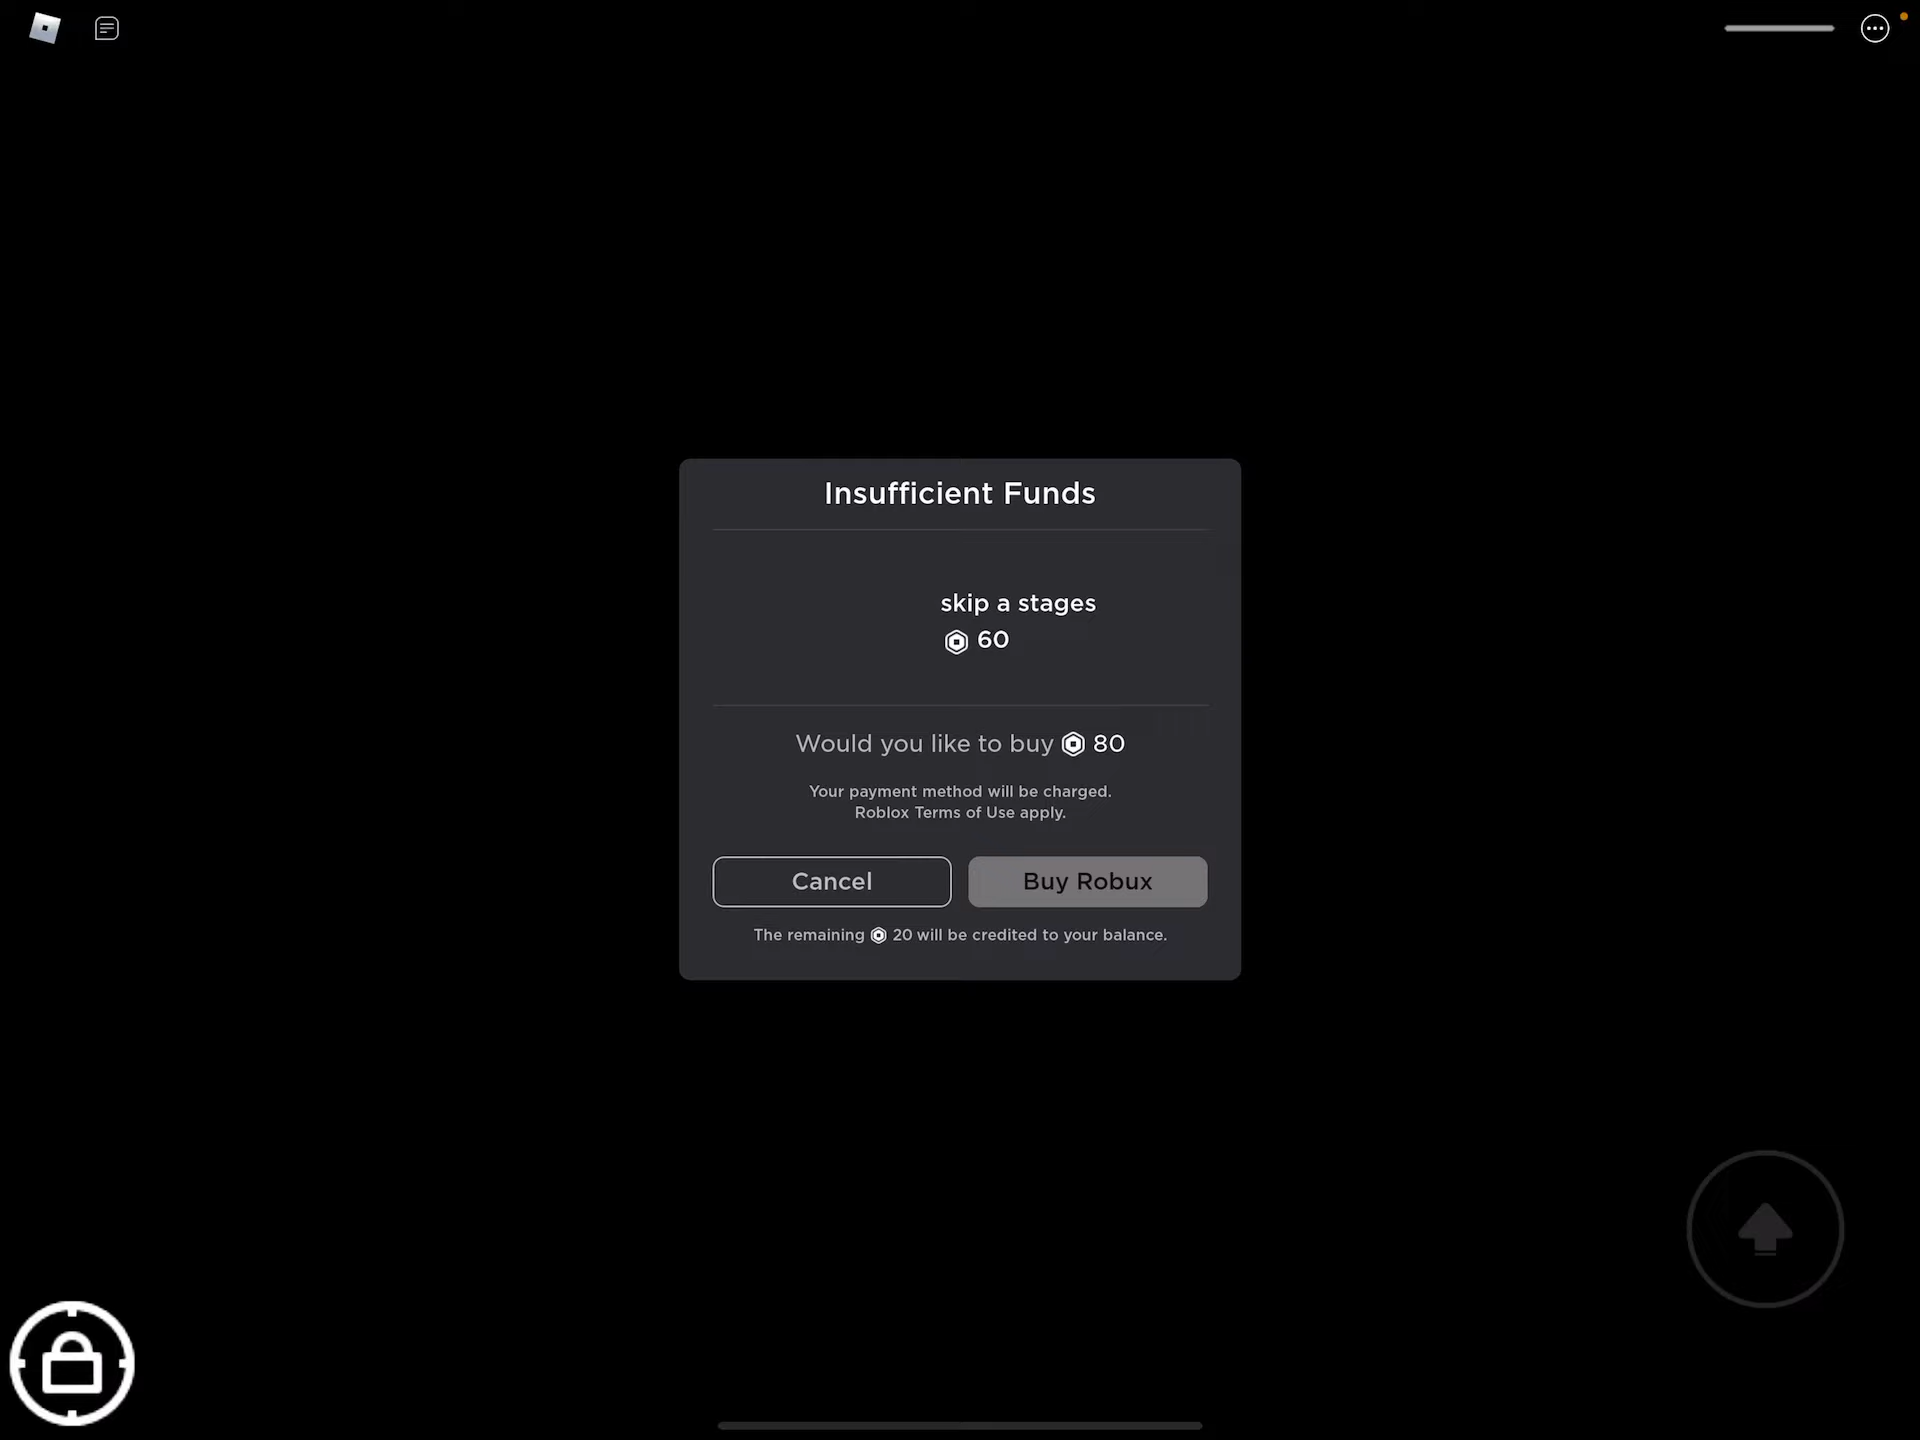 Insufficient Funds
skip a stages
60
Would you like to buy 80
Your payment method will be charged.
Roblox Terms of Use apply.
Cancel
Buy Robux
The remaining 20 will be credited to your balance.